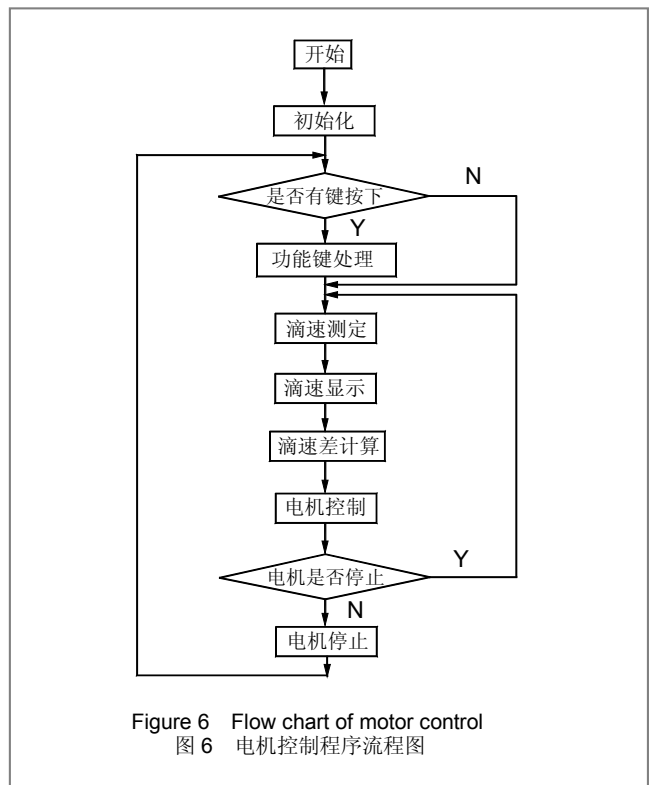 开始
初始化
是否有键按下
N
Y
功能键处理
滴速测定
滴速显示
滴速差计算
电机控制
电机是否停止
Y
N
电机停止
Figure 6 Flow chart of motor control
图 6 电机控制程序流程图